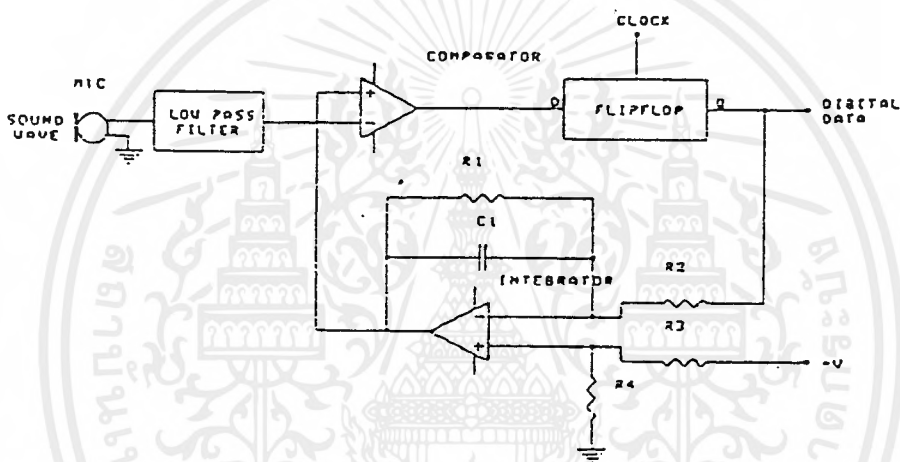 CLOCK
COMPARATOR
MIC
SOUND
WAVE
LOW PASS
FILTER
+
-
D
FLIPFLOP
Q
DIGITAL
DATA
R1
C1
INTEGRATOR
R2
-
R3
+
-V
R4